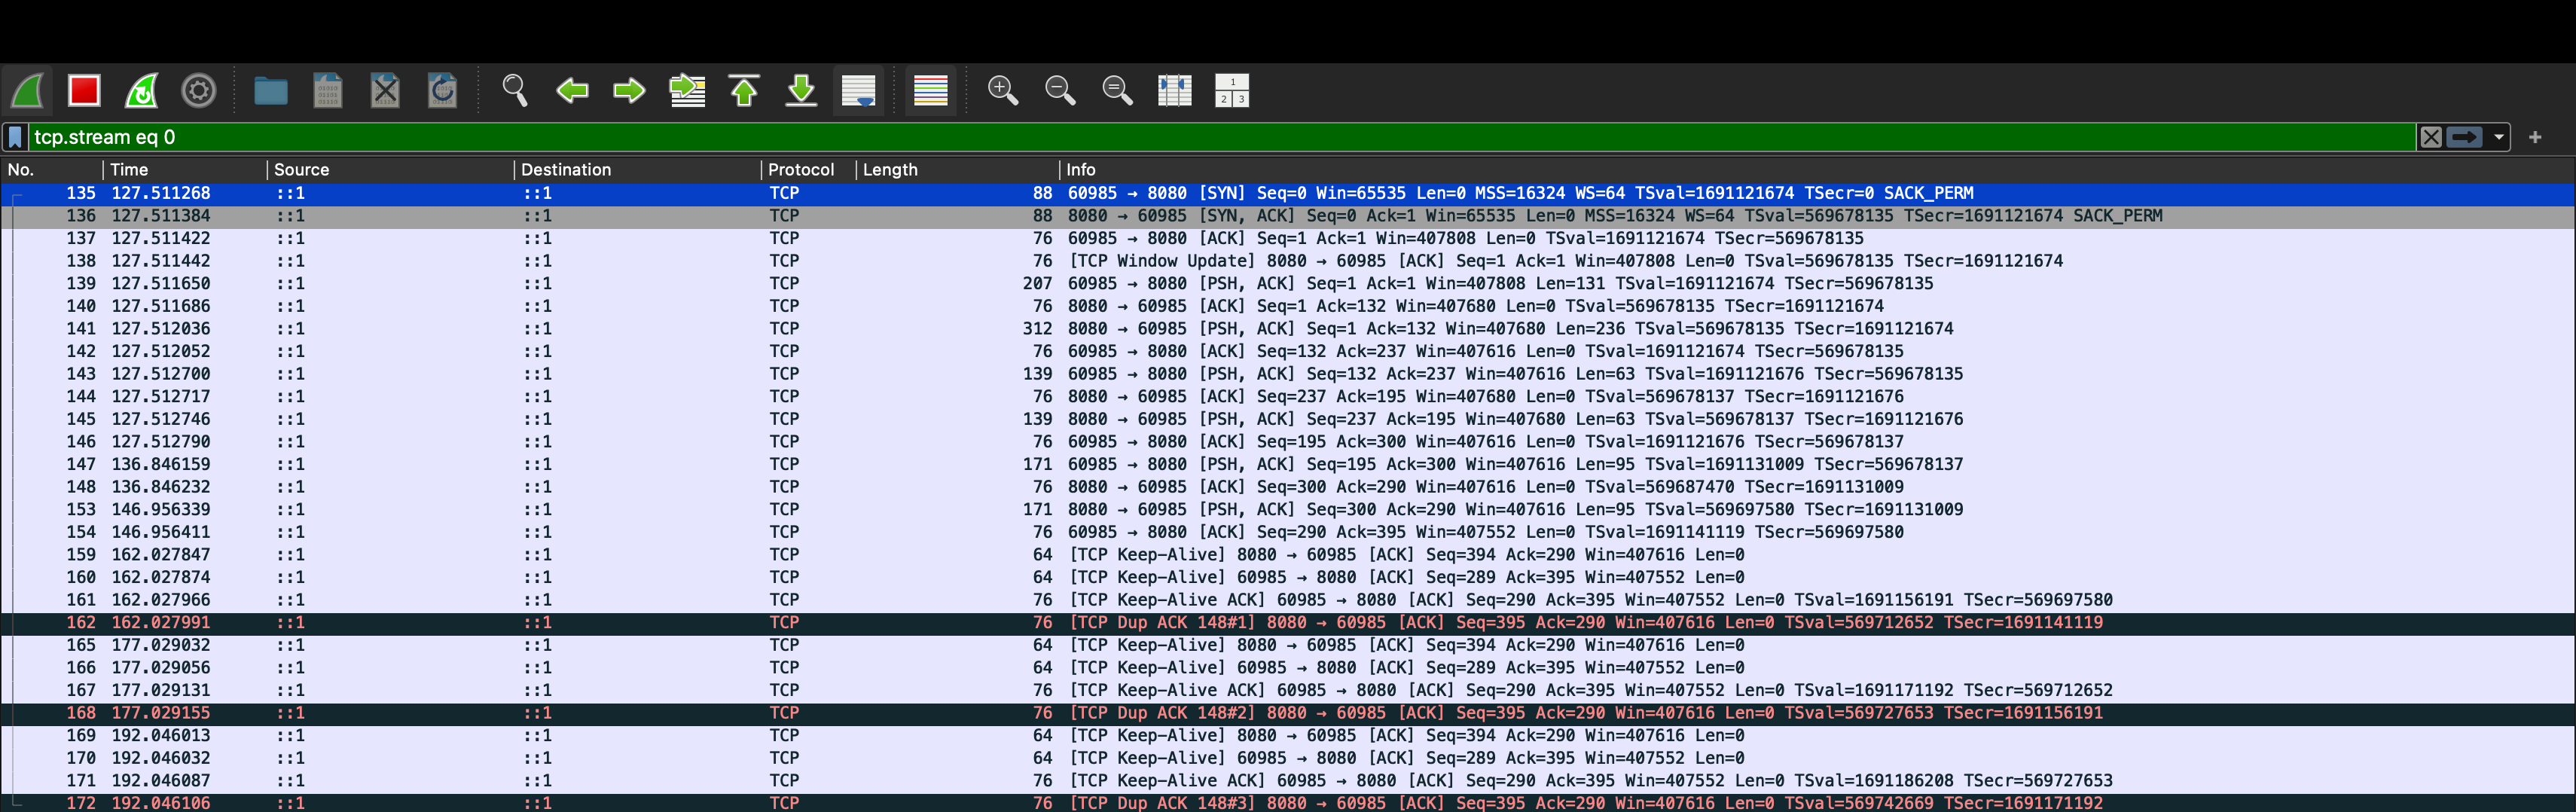 tcp.stream eq 0
No. Time Source Destination Protocol Length Info
135 127.511268 ::1 ::1 TCP 88 60985 → 8080 [SYN] Seq=0 Win=65535 Len=0 MSS=16324 WS=64 TSval=1691121674 TSecr=0 SACK_PERM
136 127.511384 ::1 ::1 TCP 88 8080 → 60985 [SYN, ACK] Seq=0 Ack=1 Win=65535 Len=0 MSS=16324 WS=64 TSval=569678135 TSecr=1691121674 SACK_PERM
137 127.511422 ::1 ::1 TCP 76 60985 → 8080 [ACK] Seq=1 Ack=1 Win=407808 Len=0 TSval=1691121674 TSecr=569678135
138 127.511442 ::1 ::1 TCP 76 [TCP Window Update] 8080 → 60985 [ACK] Seq=1 Ack=1 Win=407808 Len=0 TSval=569678135 TSecr=1691121674
139 127.511650 ::1 ::1 TCP 207 60985 → 8080 [PSH, ACK] Seq=1 Ack=1 Win=407808 Len=131 TSval=1691121674 TSecr=569678135
140 127.511686 ::1 ::1 TCP 76 8080 → 60985 [ACK] Seq=1 Ack=132 Win=407680 Len=0 TSval=569678135 TSecr=1691121674
141 127.512036 ::1 ::1 TCP 312 8080 → 60985 [PSH, ACK] Seq=1 Ack=132 Win=407680 Len=236 TSval=569678135 TSecr=1691121674
142 127.512052 ::1 ::1 TCP 76 60985 → 8080 [ACK] Seq=132 Ack=237 Win=407616 Len=0 TSval=1691121674 TSecr=569678135
143 127.512700 ::1 ::1 TCP 139 60985 → 8080 [PSH, ACK] Seq=132 Ack=237 Win=407616 Len=63 TSval=1691121676 TSecr=569678135
144 127.512717 ::1 ::1 TCP 76 8080 → 60985 [ACK] Seq=237 Ack=195 Win=407680 Len=0 TSval=569678137 TSecr=1691121676
145 127.512746 ::1 ::1 TCP 139 8080 → 60985 [PSH, ACK] Seq=237 Ack=195 Win=407680 Len=63 TSval=569678137 TSecr=1691121676
146 127.512790 ::1 ::1 TCP 76 60985 → 8080 [ACK] Seq=195 Ack=300 Win=407616 Len=0 TSval=1691121676 TSecr=569678137
147 136.846159 ::1 ::1 TCP 171 60985 → 8080 [PSH, ACK] Seq=195 Ack=300 Win=407616 Len=95 TSval=1691131009 TSecr=569678137
148 136.846232 ::1 ::1 TCP 76 8080 → 60985 [ACK] Seq=300 Ack=290 Win=407616 Len=0 TSval=569687470 TSecr=1691131009
153 146.956339 ::1 ::1 TCP 171 8080 → 60985 [PSH, ACK] Seq=300 Ack=290 Win=407616 Len=95 TSval=569697580 TSecr=1691131009
154 146.956411 ::1 ::1 TCP 76 60985 → 8080 [ACK] Seq=290 Ack=395 Win=407552 Len=0 TSval=1691141119 TSecr=569697580
159 162.027847 ::1 ::1 TCP 64 [TCP Keep-Alive] 8080 → 60985 [ACK] Seq=394 Ack=290 Win=407616 Len=0
160 162.027874 ::1 ::1 TCP 64 [TCP Keep-Alive] 60985 → 8080 [ACK] Seq=289 Ack=395 Win=407552 Len=0
161 162.027966 ::1 ::1 TCP 76 [TCP Keep-Alive ACK] 60985 → 8080 [ACK] Seq=290 Ack=395 Win=407552 Len=0 TSval=1691156191 TSecr=569697580
162 162.027991 ::1 ::1 TCP 76 [TCP Dup ACK 148#1] 8080 → 60985 [ACK] Seq=395 Ack=290 Win=407616 Len=0 TSval=569712652 TSecr=1691141119
165 177.029032 ::1 ::1 TCP 64 [TCP Keep-Alive] 8080 → 60985 [ACK] Seq=394 Ack=290 Win=407616 Len=0
166 177.029056 ::1 ::1 TCP 64 [TCP Keep-Alive] 60985 → 8080 [ACK] Seq=289 Ack=395 Win=407552 Len=0
167 177.029131 ::1 ::1 TCP 76 [TCP Keep-Alive ACK] 60985 → 8080 [ACK] Seq=290 Ack=395 Win=407552 Len=0 TSval=1691171192 TSecr=569712652
168 177.029155 ::1 ::1 TCP 76 [TCP Dup ACK 148#2] 8080 → 60985 [ACK] Seq=395 Ack=290 Win=407616 Len=0 TSval=569727653 TSecr=1691156191
169 192.046013 ::1 ::1 TCP 64 [TCP Keep-Alive] 8080 → 60985 [ACK] Seq=394 Ack=290 Win=407616 Len=0
170 192.046032 ::1 ::1 TCP 64 [TCP Keep-Alive] 60985 → 8080 [ACK] Seq=289 Ack=395 Win=407552 Len=0
171 192.046087 ::1 ::1 TCP 76 [TCP Keep-Alive ACK] 60985 → 8080 [ACK] Seq=290 Ack=395 Win=407552 Len=0 TSval=1691186208 TSecr=569727653
172 192.046106 ::1 ::1 TCP 76 [TCP Dup ACK 148#3] 8080 → 60985 [ACK] Seq=395 Ack=290 Win=407616 Len=0 TSval=569742669 TSecr=1691171192